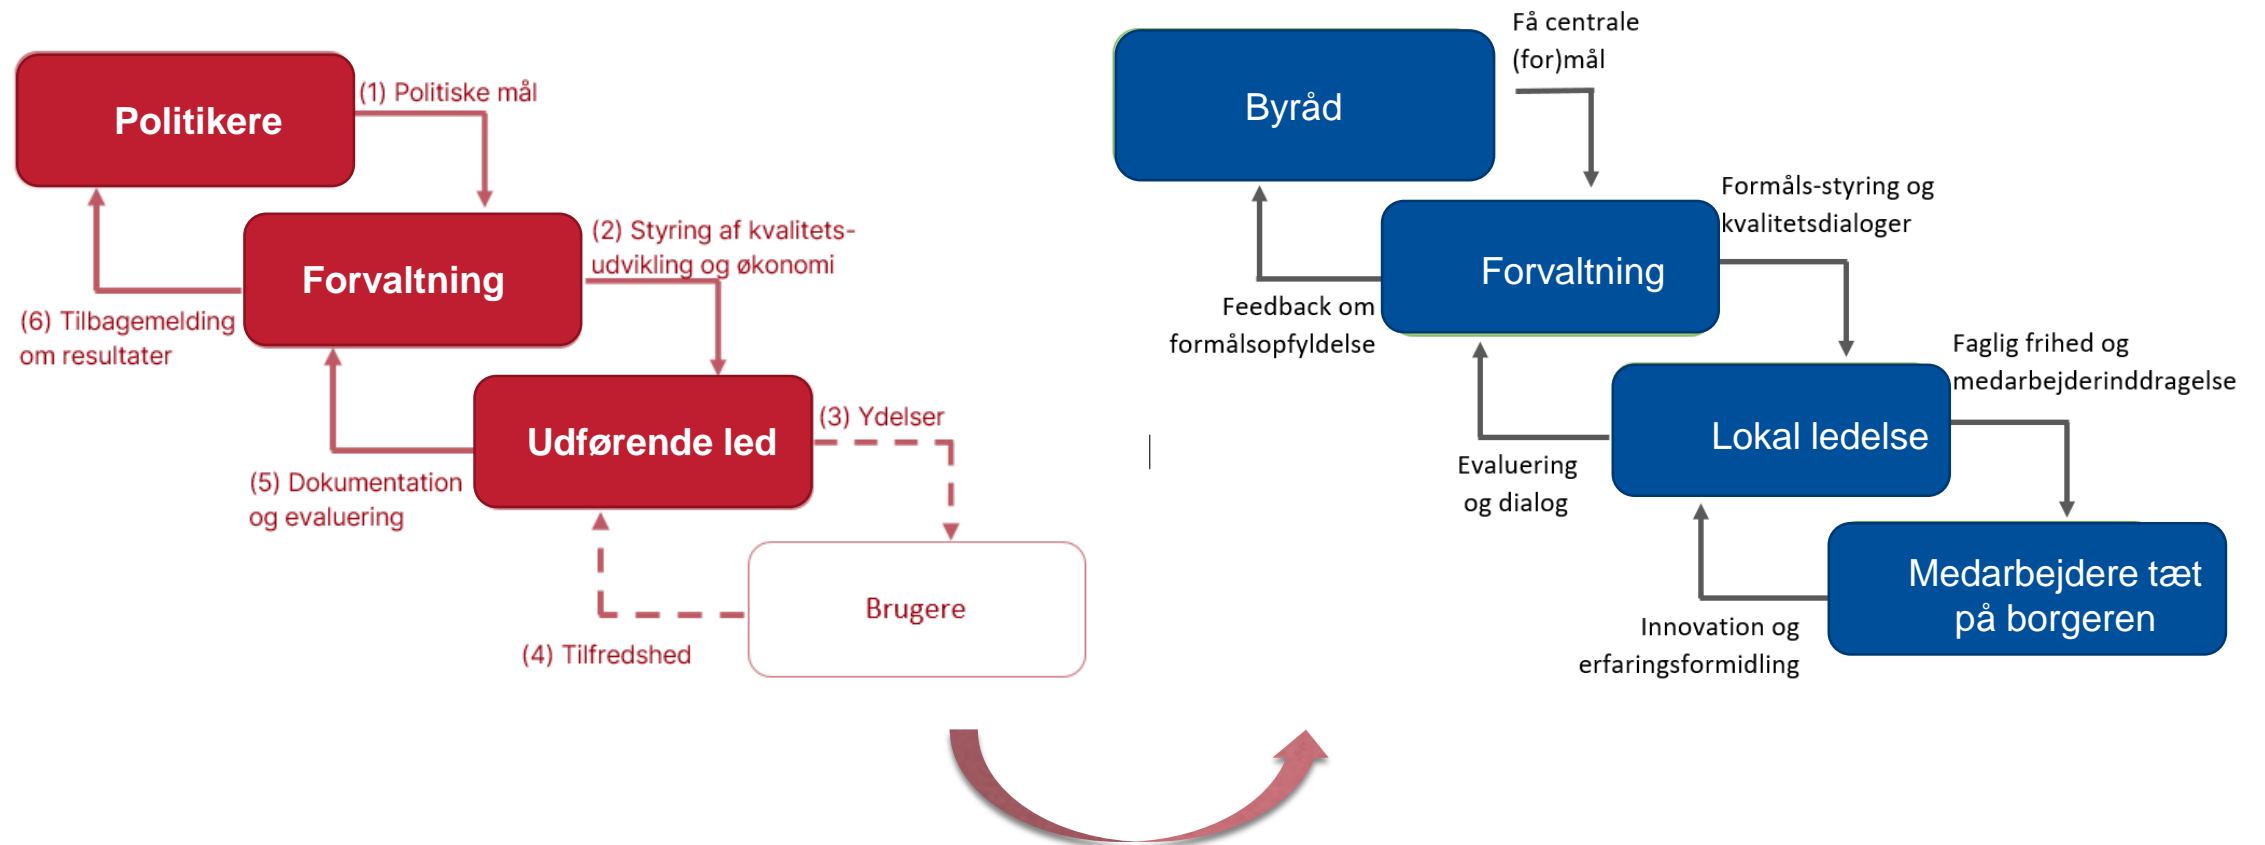 Politikere
(1) Politiske mål
Forvaltning
(2) Styring af kvalitets-
udvikling og økonomi
(6) Tilbagemelding
om resultater
Udførende led
(3) Ydelser
(5) Dokumentation
og evaluering
Brugere
(4) Tilfredshed
Få centrale
(for)mål
Byråd
Formåls-styring og
kvalitetsdialoger
Forvaltning
Feedback om
formålsopfyldelse
Faglig frihed og
medarbejderinddragelse
Lokal ledelse
Evaluering
og dialog
Medarbejdere tæt
på borgeren
Innovation og
erfaringsformidling